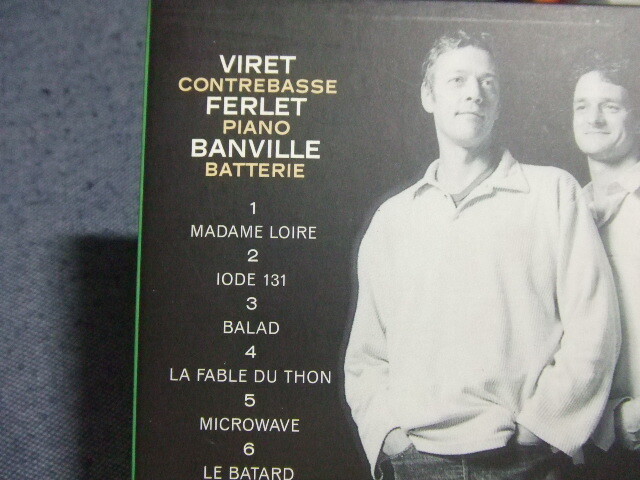 VIRET
CONTREBASSE
FERLET
PIANO
BANVILLE
BATTERIE
1
MADAME LOIRE
2
IODE 131
3
BALAD
4
LA FABLE DU THON
5
MICROWAVE
6
LE BATARD